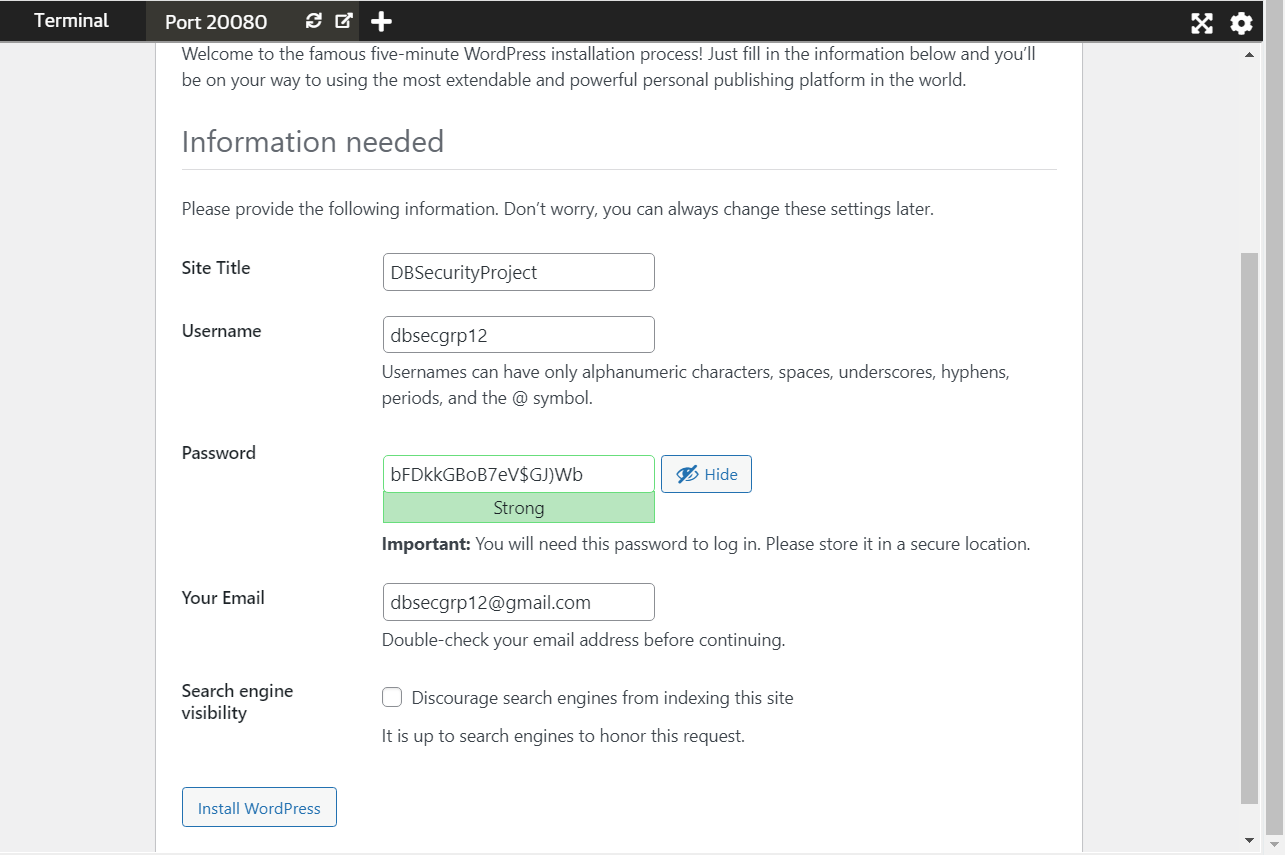 Terminal Port 20080
Welcome to the famous five-minute WordPress installation process! Just fill in the information below and you’ll
be on your way to using the most extendable and powerful personal publishing platform in the world.
Information needed
Please provide the following information. Don’t worry, you can always change these settings later.
Site Title
DBSecurityProject
Username
dbsecgrp12
Usernames can have only alphanumeric characters, spaces, underscores, hyphens,
periods, and the @ symbol.
Password
bFDkkGBoB7eV$GJ)Wb
Hide
Strong
Important: You will need this password to log in. Please store it in a secure location.
Your Email
dbsecgrp12@gmail.com
Double-check your email address before continuing.
Search engine
visibility
Discourage search engines from indexing this site
It is up to search engines to honor this request.
Install WordPress